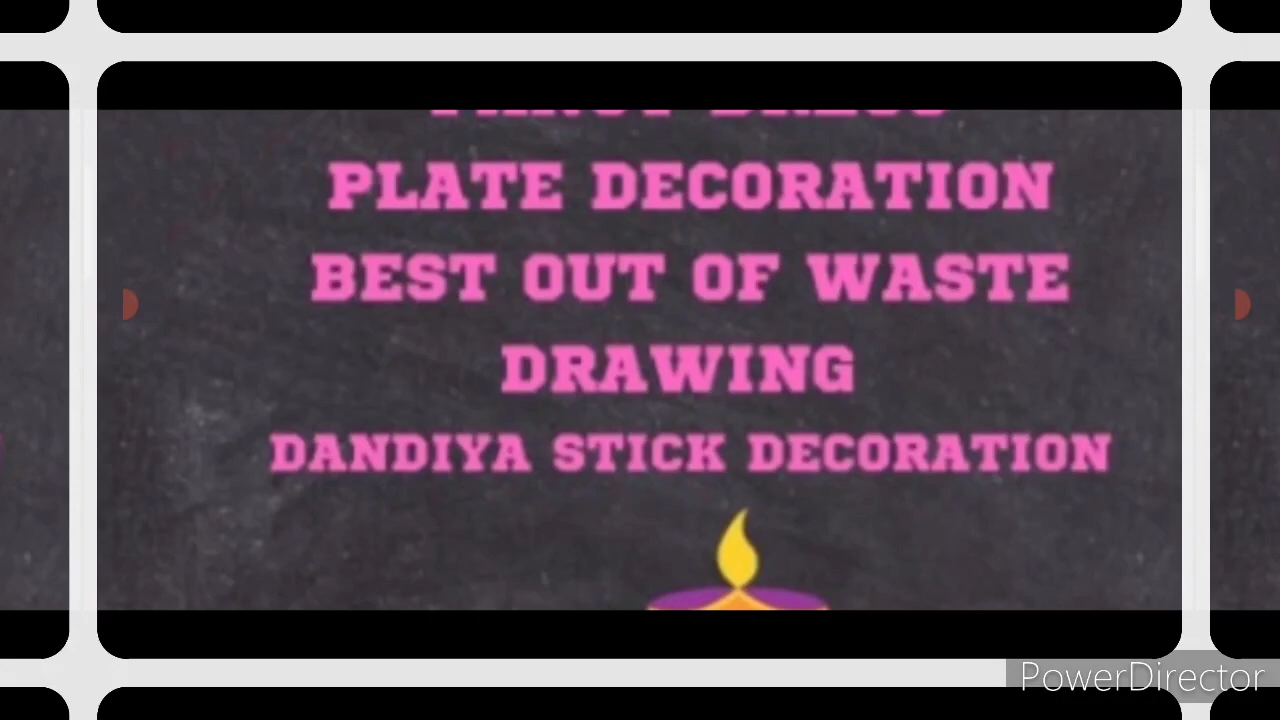 PLATE DECORATION
BEST OUT OF WASTE
DRAWING
DANDIYA STICK DECORATION
PowerDirector